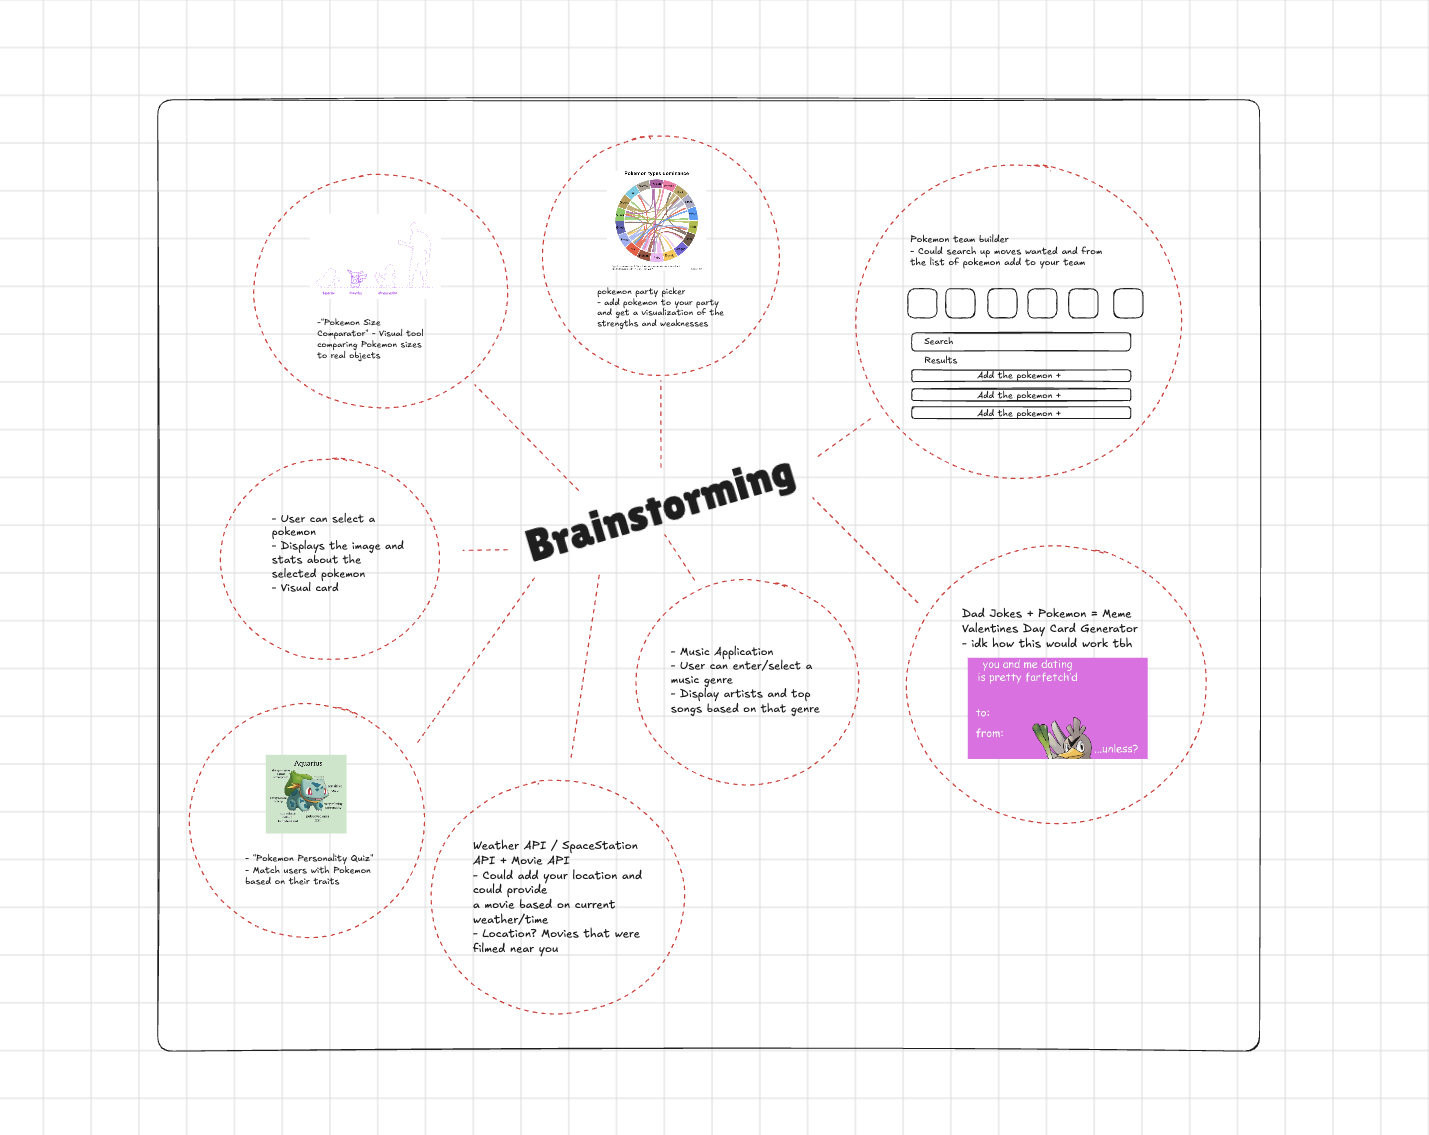 Pokemon types dominance
pokemon party picker
- add pokemon to your party
and get a visualization of the
strengths and weaknesses
-"Pokemon Size
Comparator" - Visual tool
comparing Pokemon sizes
to real objects
Pokemon team builder
- Could search up moves wanted and from
the list of pokemon add to your team
Search
Results
Add the pokemon +
Add the pokemon +
Add the pokemon +
Brainstorming
- User can select a
pokemon
- Displays the image and
stats about the
selected pokemon
- Visual card
- Music Application
- User can enter/select a
music genre
- Display artists and top
songs based on that genre
Dad Jokes + Pokemon = Meme
Valentines Day Card Generator
- idk how this would work tbh
you and me dating
is pretty farfetch'd
to:
from:
...unless?
Aquarius
- "Pokemon Personality Quiz"
- Match users with Pokemon
based on their traits
Weather API / SpaceStation
API + Movie API
- Could add your location and
could provide
a movie based on current
weather/time
- Location? Movies that were
filmed near you